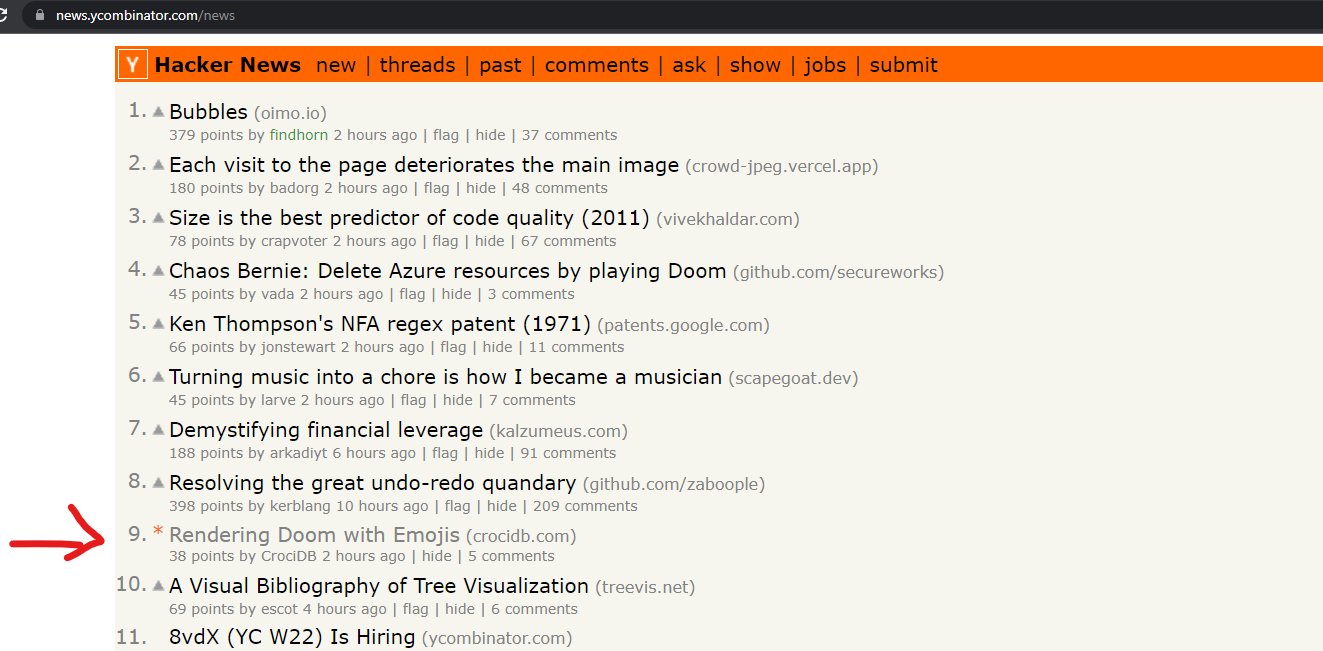 news.ycombinator.com/news
Y Hacker News new | threads | past | comments | ask | show | jobs | submit
1. Bubbles (oimo.io)
379 points by findhorn 2 hours ago | flag | hide | 37 comments
2. Each visit to the page deteriorates the main image (crowd-jpeg.vercel.app)
180 points by badorg 2 hours ago | flag | hide | 48 comments
3. Size is the best predictor of code quality (2011) (vivekhaldar.com)
78 points by crapvoter 2 hours ago | flag | hide | 67 comments
4. Chaos Bernie: Delete Azure resources by playing Doom (github.com/secureworks)
45 points by vada 2 hours ago | flag | hide | 3 comments
5. Ken Thompson's NFA regex patent (1971) (patents.google.com)
66 points by jonstewart 2 hours ago | flag | hide | 11 comments
6. Turning music into a chore is how I became a musician (scapegoat.dev)
45 points by larve 2 hours ago | flag | hide | 7 comments
7. Demystifying financial leverage (kalzumeus.com)
188 points by arkadiyt 6 hours ago | flag | hide | 91 comments
8. Resolving the great undo-redo quandary (github.com/zaboople)
398 points by kerblang 10 hours ago | flag | hide | 209 comments
9. * Rendering Doom with Emojis (crocidb.com)
38 points by CrociDB 2 hours ago | hide | 5 comments
10. A Visual Bibliography of Tree Visualization (treevis.net)
69 points by escot 4 hours ago | flag | hide | 6 comments
11. 8vdX (YC W22) Is Hiring (ycombinator.com)